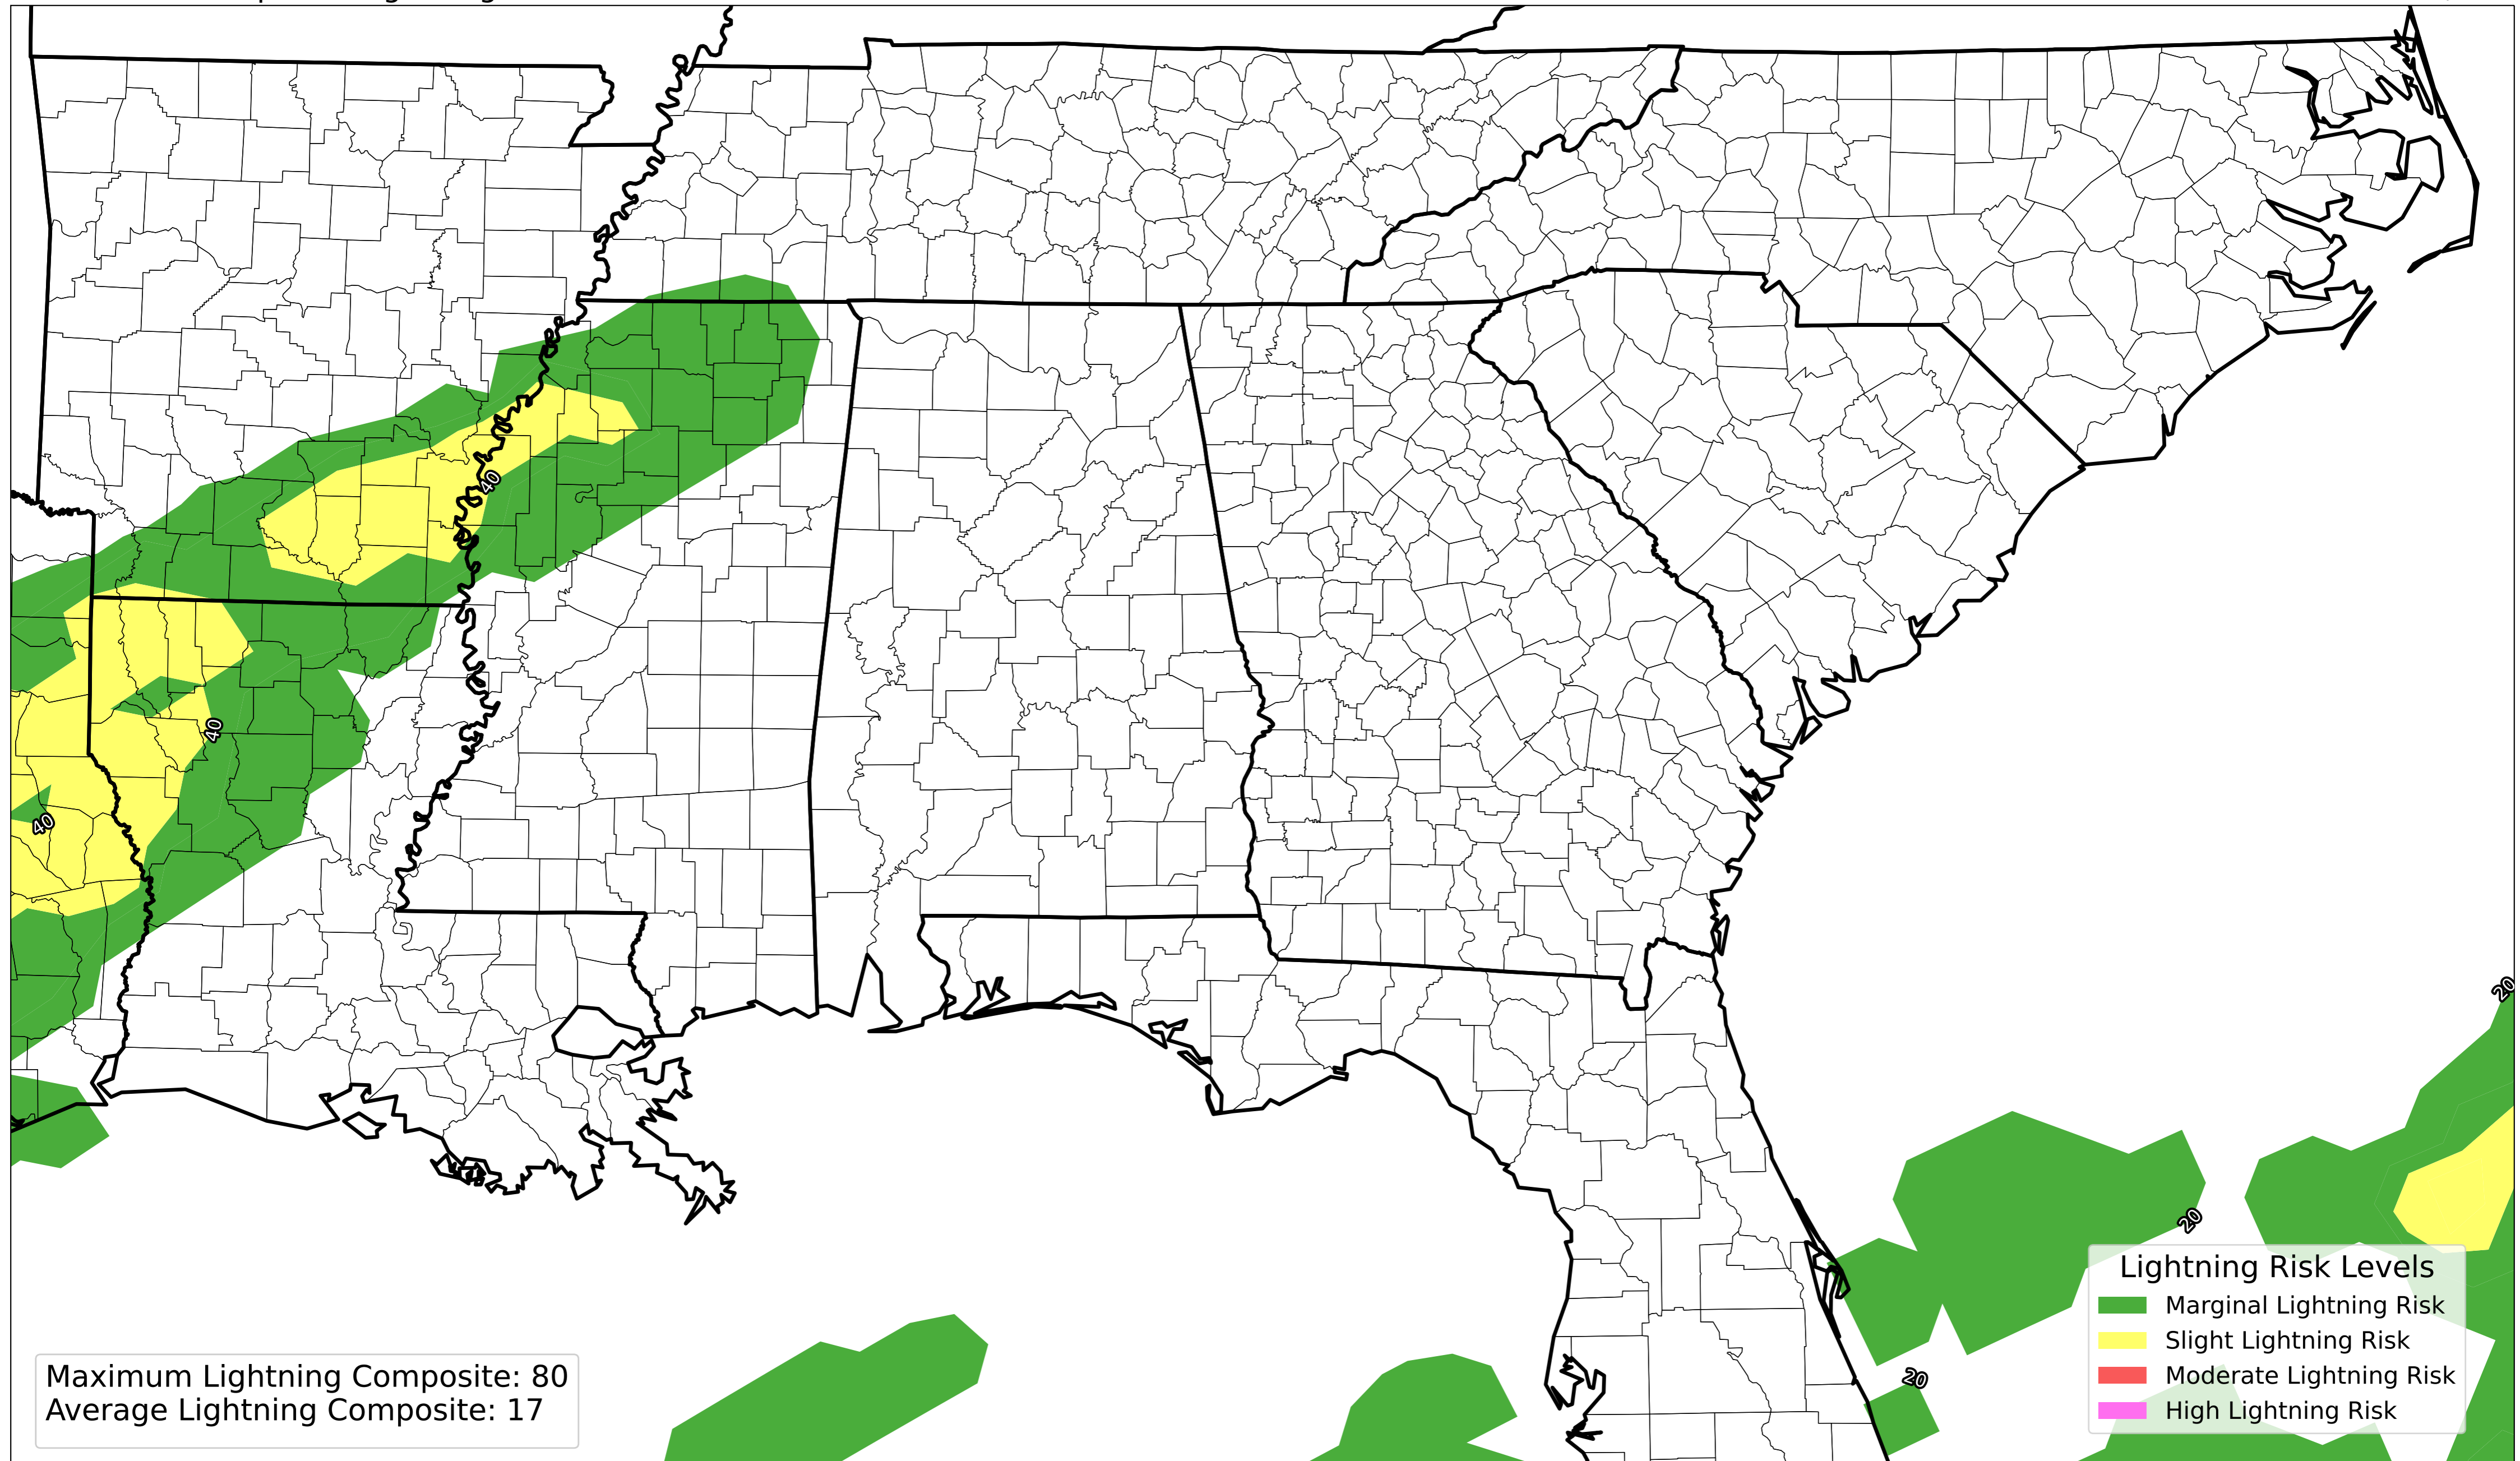 40
40
40
20
20
20
Lightning Risk Levels
Marginal Lightning Risk
Slight Lightning Risk
Moderate Lightning Risk
High Lightning Risk
Maximum Lightning Composite: 80
Average Lightning Composite: 17